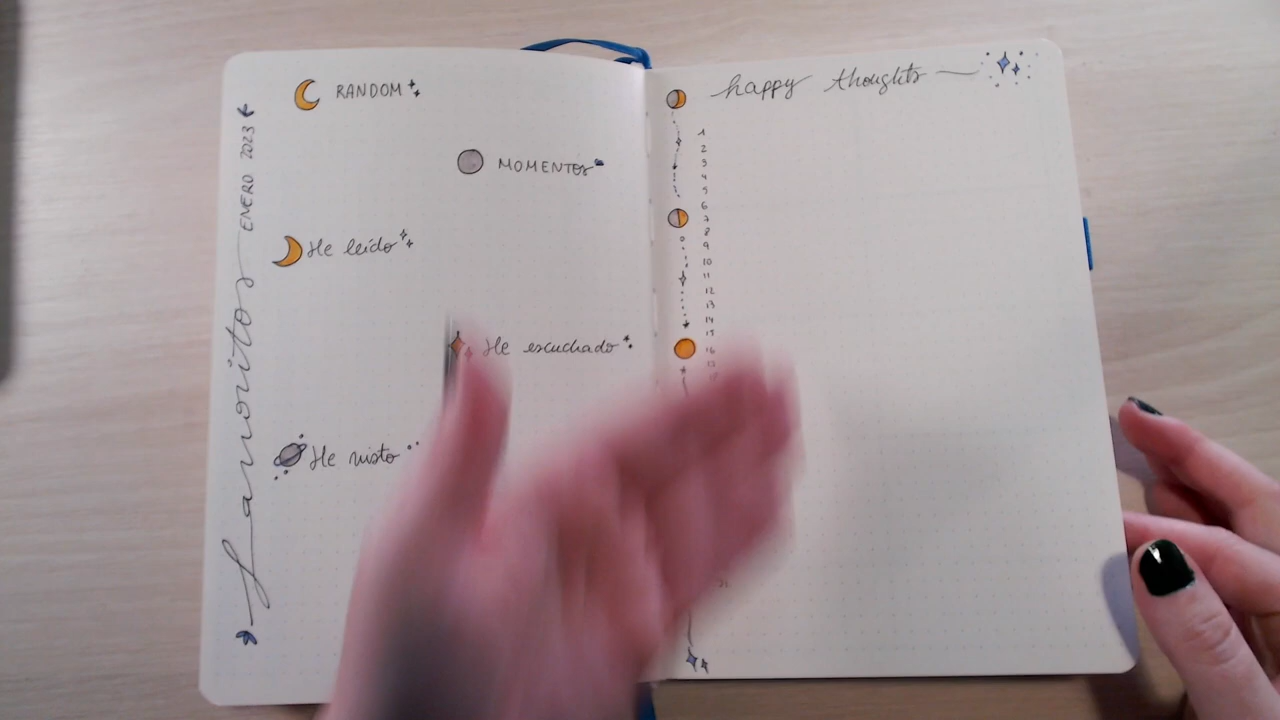 Favoritos
ENERO 2023
RANDOM
MOMENTOS
He leído
He escuchado
He visto
happy thoughts
1
2
3
4
5
6
7
8
9
10
11
12
13
14
15
16